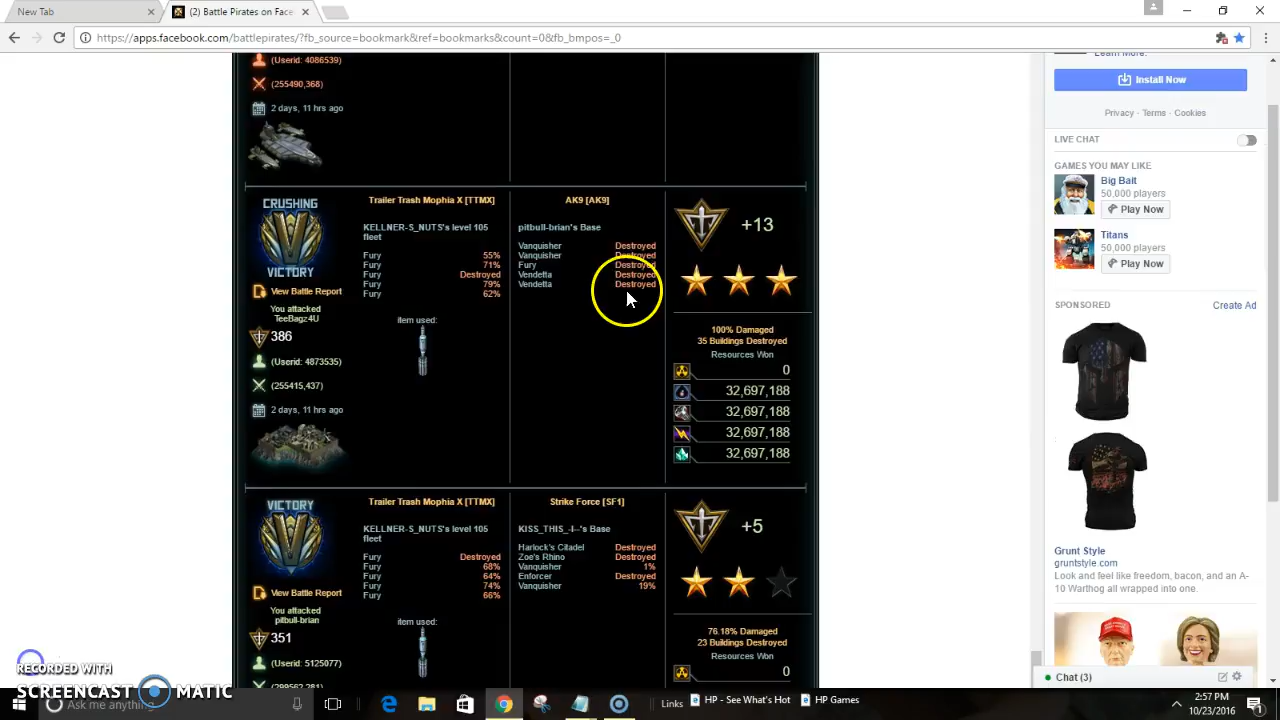 New Tab
(2) Battle Pirates on Face
https://apps.facebook.com/battlepirates/?fb_source=bookmark&ref=bookmarks&count=0&fb_bmpos=_0
(Userid: 4086539)
(255490,368)
2 days, 11 hrs ago
CRUSHING
VICTORY
View Battle Report
You attacked
TeeBagz4U
386
(Userid: 4873535)
(255415,437)
2 days, 11 hrs ago
Trailer Trash Mophia X [TTMX]
KELLNER-S_NUTS's level 105
fleet
Fury 55%
Fury 71%
Fury Destroyed
Fury 79%
Fury 62%
item used:
AK9 [AK9]
pitbull-brian's Base
Vanquisher Destroyed
Vanquisher Destroyed
Fury Destroyed
Vendetta Destroyed
Vendetta Destroyed
+13
100% Damaged
35 Buildings Destroyed
Resources Won
0
32,697,188
32,697,188
32,697,188
32,697,188
VICTORY
View Battle Report
You attacked
pitbull-brian
351
(Userid: 5125077)
Trailer Trash Mophia X [TTMX]
KELLNER-S_NUTS's level 105
fleet
Fury Destroyed
Fury 68%
Fury 64%
Fury 74%
Fury 66%
item used:
Strike Force [SF1]
KISS_THIS_-I--'s Base
Harlock's Citadel Destroyed
Zoe's Rhino Destroyed
Vanquisher 1%
Enforcer Destroyed
Vanquisher 19%
+5
76.18% Damaged
23 Buildings Destroyed
Resources Won
0
Learn More.
Install Now
Privacy · Terms · Cookies
LIVE CHAT
GAMES YOU MAY LIKE
Big Bait
50,000 players
Play Now
Titans
50,000 players
Play Now
SPONSORED
Create Ad
Grunt Style
gruntstyle.com
Look and feel like freedom, bacon, and an A-
10 Warthog all wrapped into one.
Chat (3)
RECORDED WITH
SCREENCAST MATIC
Ask me anything
Links
HP - See What's Hot
HP Games
2:57 PM
10/23/2016